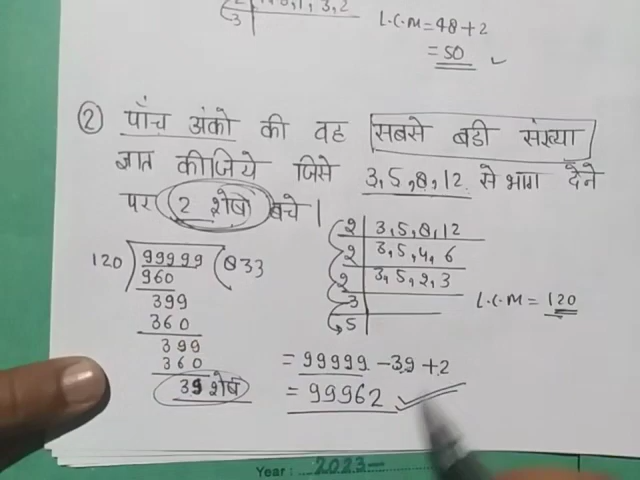 L.C.M = 48 + 2
= 50
② पाँच अंको की वह सबसे बडी संख्या
ज्ञात कीजिये जिसे 3, 5, 8, 12 से भाग देने
पर 2 शेष बचे।
120 99999 833
960
399
360
399
360
39 शेष
2 3, 5, 8, 12
2 3, 5, 4, 6
2 3, 5, 2, 3
3
5
L.C.M = 120
= 99999 - 39 + 2
= 99962
Year : 2023-